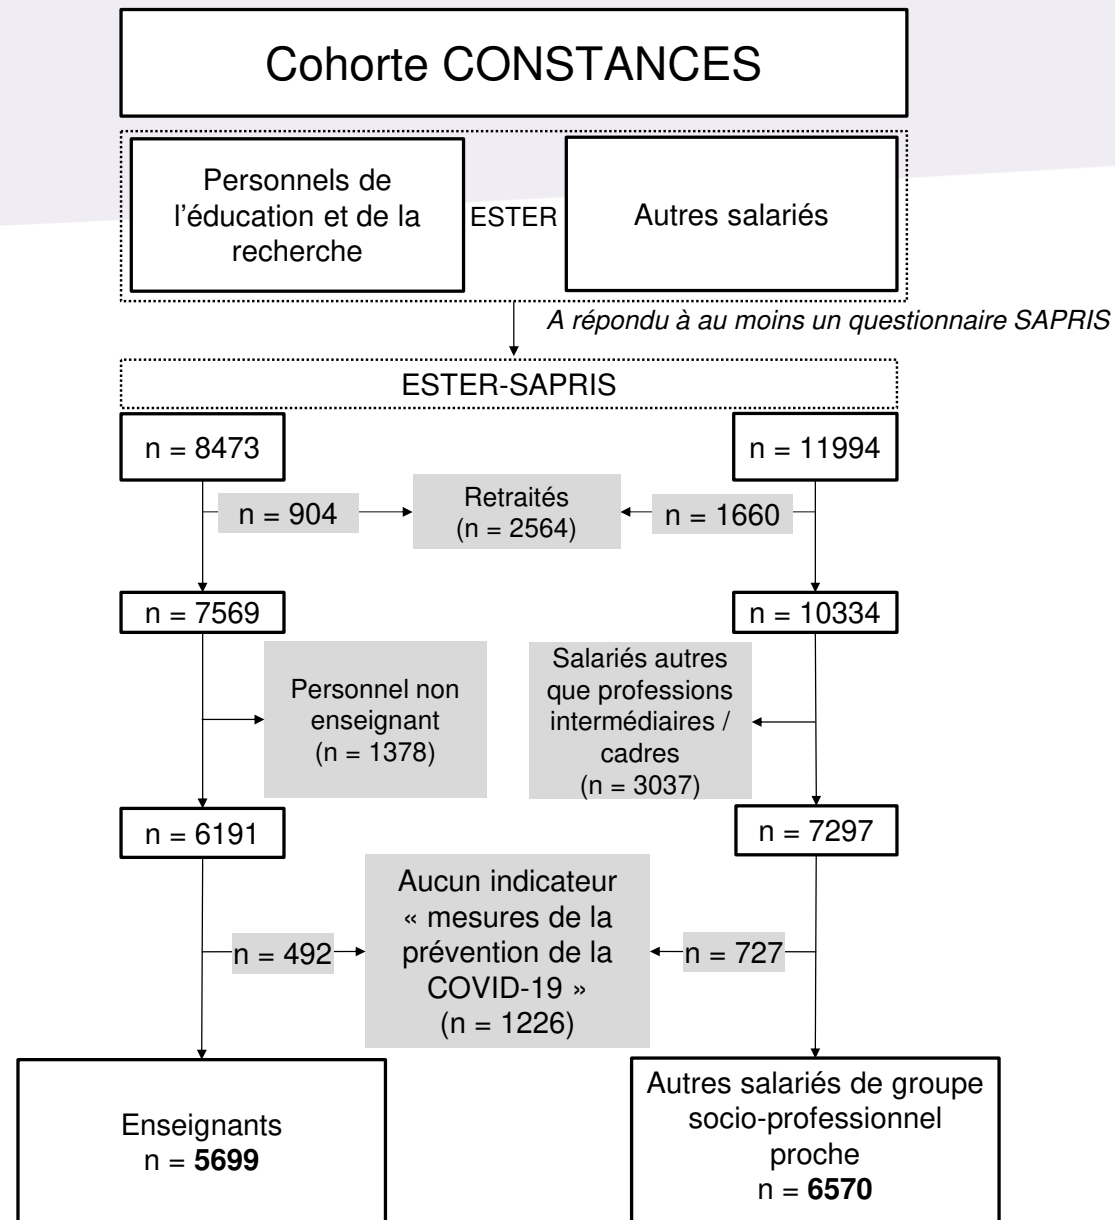 Cohorte CONSTANCES
Personnels de
l'éducation et de la
recherche
ESTER
Autres salariés
A répondu à au moins un questionnaire SAPRIS
ESTER-SAPRIS
n = 8473
n = 11994
n = 904
Retraités
(n = 2564)
n = 1660
n = 7569
n = 10334
Personnel non
enseignant
(n = 1378)
Salariés autres
que professions
intermédiaires /
cadres
(n = 3037)
n = 6191
n = 7297
Aucun indicateur
« mesures de la
prévention de la
COVID-19 »
(n = 1226)
n = 492
n = 727
Enseignants
n = 5699
Autres salariés de groupe
socio-professionnel
proche
n = 6570